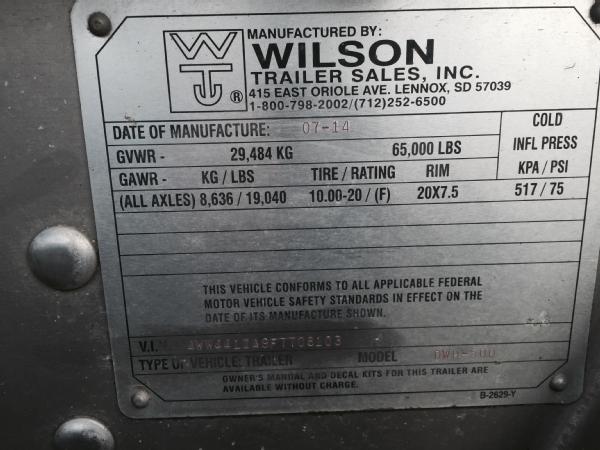 MANUFACTURED BY:
WILSON
TRAILER SALES, INC.
415 EAST ORIOLE AVE. LENNOX, SD 57039
1-800-798-2002/(712)252-6500
WTC ®
DATE OF MANUFACTURE: 07-14
GVWR - 29,484 KG 65,000 LBS
COLD
INFL PRESS
KPA / PSI
GAWR - KG / LBS TIRE / RATING RIM
(ALL AXLES) 8,636 / 19,040 10.00-20 / (F) 20X7.5 517 / 75
THIS VEHICLE CONFORMS TO ALL APPLICABLE FEDERAL
MOTOR VEHICLE SAFETY STANDARDS IN EFFECT ON THE
DATE OF ITS MANUFACTURE SHOWN.
V.I.N.
TYPE OF VEHICLE: TRAILER MODEL
OWNER'S MANUAL AND DECAL KITS FOR THIS TRAILER ARE
AVAILABLE WITHOUT CHARGE.
B-2629-Y